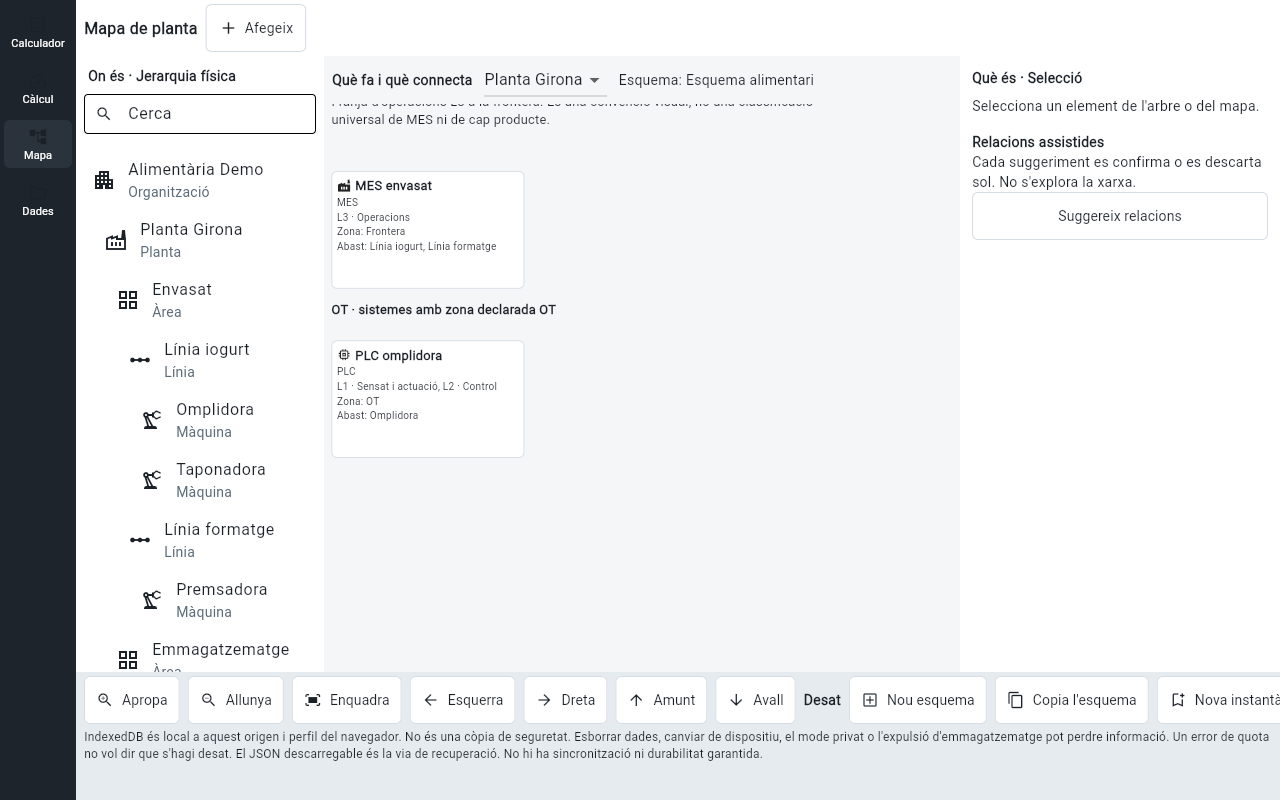 Calculador
Càlcul
Mapa
Dades
Mapa de planta
Afegeix
On és · Jerarquia física
Cerca
Alimentària Demo
Organització
Planta Girona
Planta
Envasat
Àrea
Línia iogurt
Línia
Omplidora
Màquina
Taponadora
Màquina
Línia formatge
Línia
Premsadora
Màquina
Emmagatzematge
Àrea
Què fa i què connecta
Planta Girona
Esquema: Esquema alimentari
universal de MES ni de cap producte.
MES envasat
MES
L3 · Operacions
Zona: Frontera
Abast: Línia iogurt, Línia formatge
OT · sistemes amb zona declarada OT
PLC omplidora
PLC
L1 · Sensat i actuació, L2 · Control
Zona: OT
Abast: Omplidora
Què és · Selecció
Selecciona un element de l'arbre o del mapa.
Relacions assistides
Cada suggeriment es confirma o es descarta
sol. No s'explora la xarxa.
Suggereix relacions
Apropa
Allunya
Enquadra
Esquerra
Dreta
Amunt
Avall
Desat
Nou esquema
Copia l'esquema
Nova instantà
IndexedDB és local a aquest origen i perfil del navegador. No és una còpia de seguretat. Esborrar dades, canviar de dispositiu, el mode privat o l'expulsió d'emmagatzematge pot perdre informació. Un error de quota
no vol dir que s'hagi desat. El JSON descarregable és la via de recuperació. No hi ha sincronització ni durabilitat garantida.